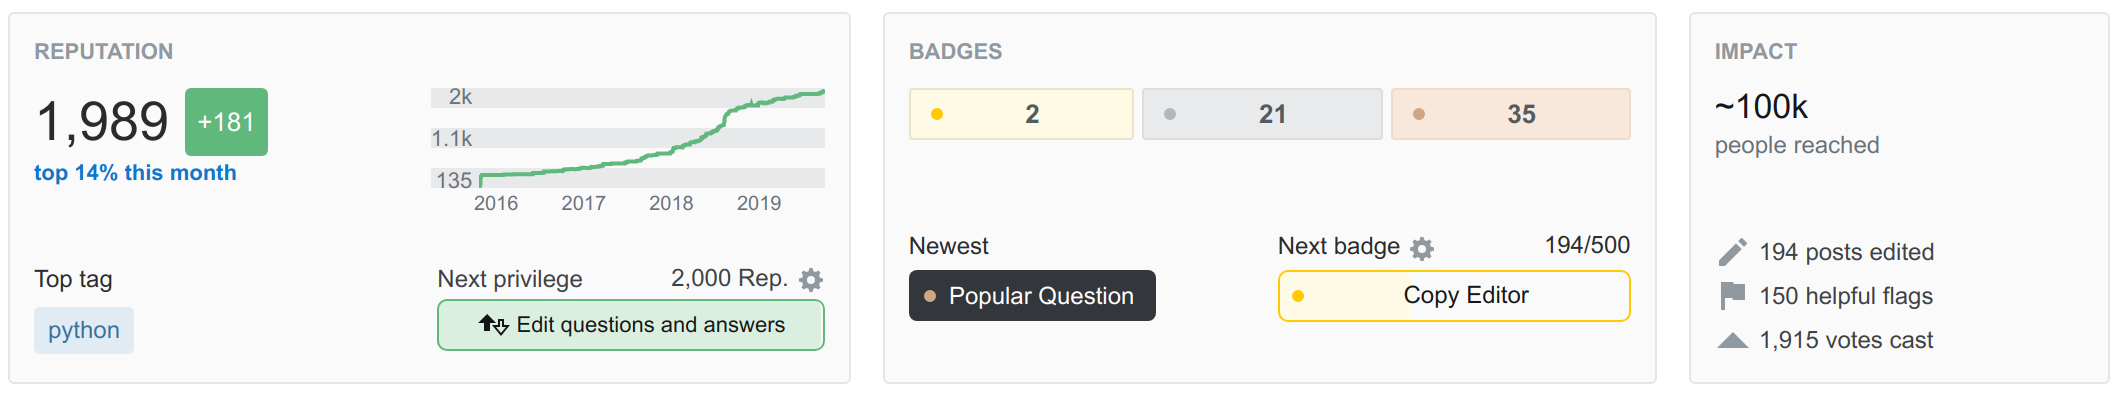 REPUTATION
1,989 +181
top 14% this month
2k
1.1k
135
2016 2017 2018 2019
Top tag
python
Next privilege 2,000 Rep.
Edit questions and answers
BADGES
2 21 35
Newest
Popular Question
Next badge 194/500
Copy Editor
IMPACT
~100k
people reached
194 posts edited
150 helpful flags
1,915 votes cast